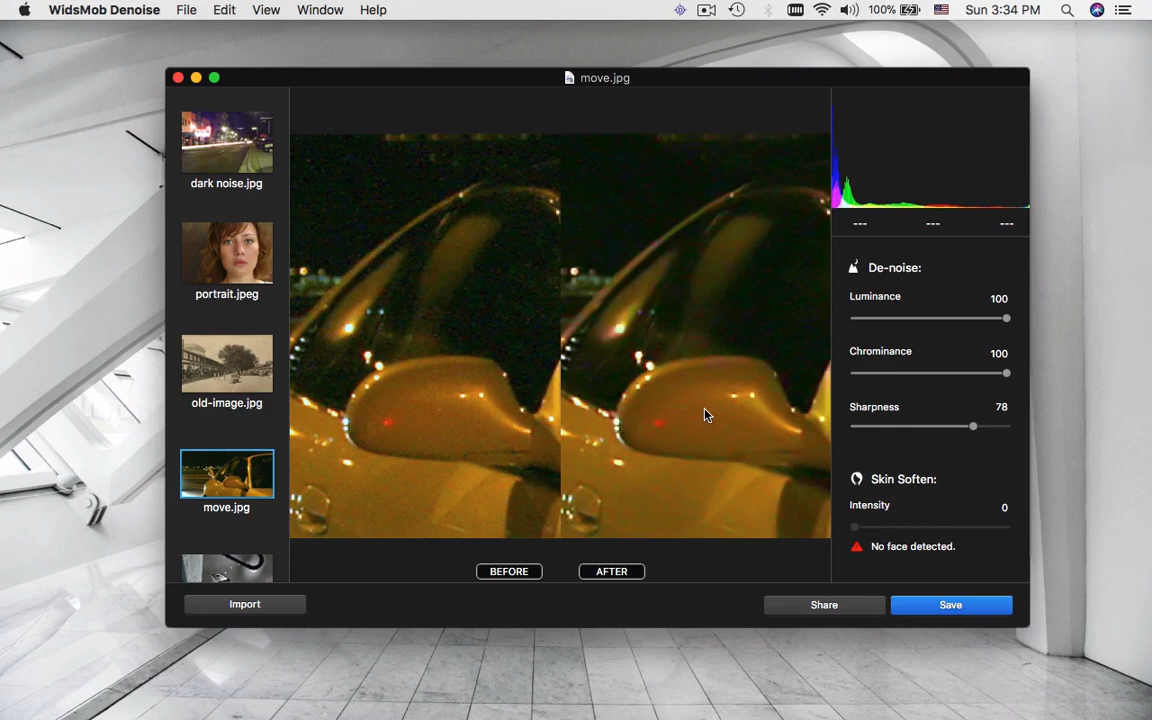 WidsMob Denoise File Edit View Window Help 100% Sun 3:34 PM
move.jpg
dark noise.jpg
portrait.jpeg
old-image.jpg
move.jpg
BEFORE AFTER
--- --- ---
De-noise:
Luminance 100
Chrominance 100
Sharpness 78
Skin Soften:
Intensity 0
No face detected.
Import Share Save